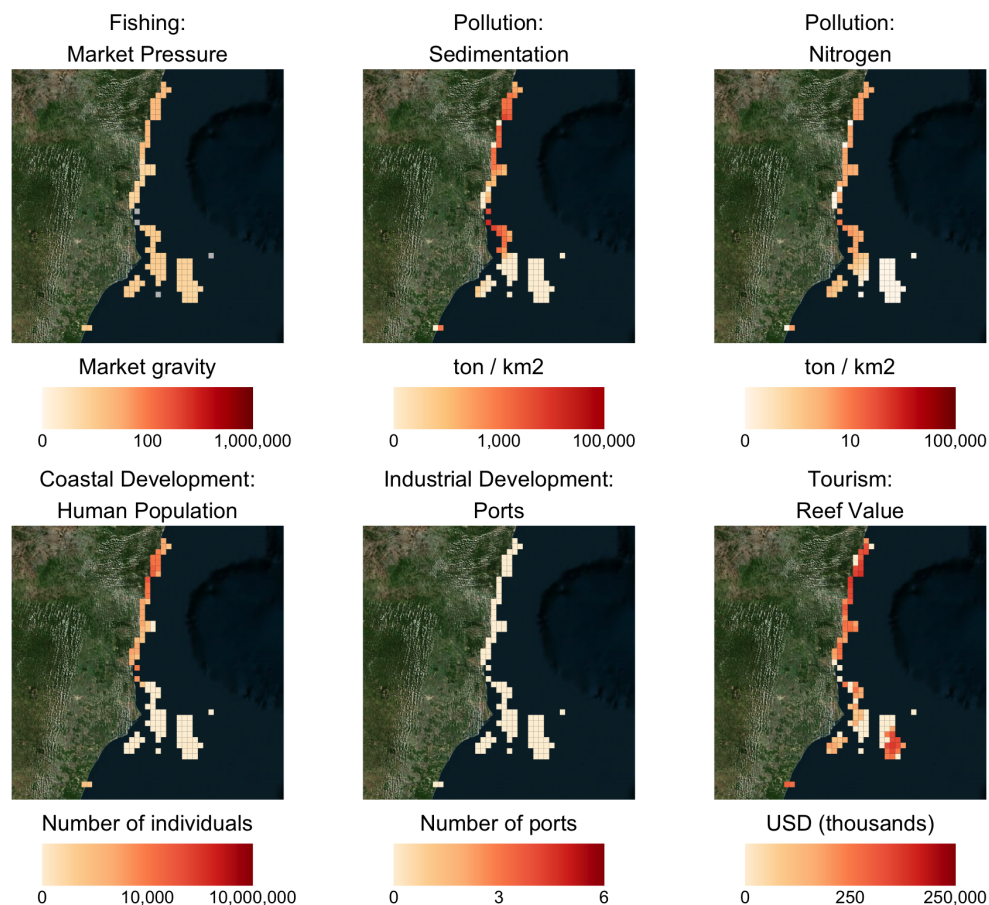 Fishing:
Market Pressure
Pollution:
Sedimentation
Pollution:
Nitrogen
Market gravity
0 100 1,000,000
ton / km2
0 1,000 100,000
ton / km2
0 10 100,000
Coastal Development:
Human Population
Industrial Development:
Ports
Tourism:
Reef Value
Number of individuals
0 10,000 10,000,000
Number of ports
0 3 6
USD (thousands)
0 250 250,000